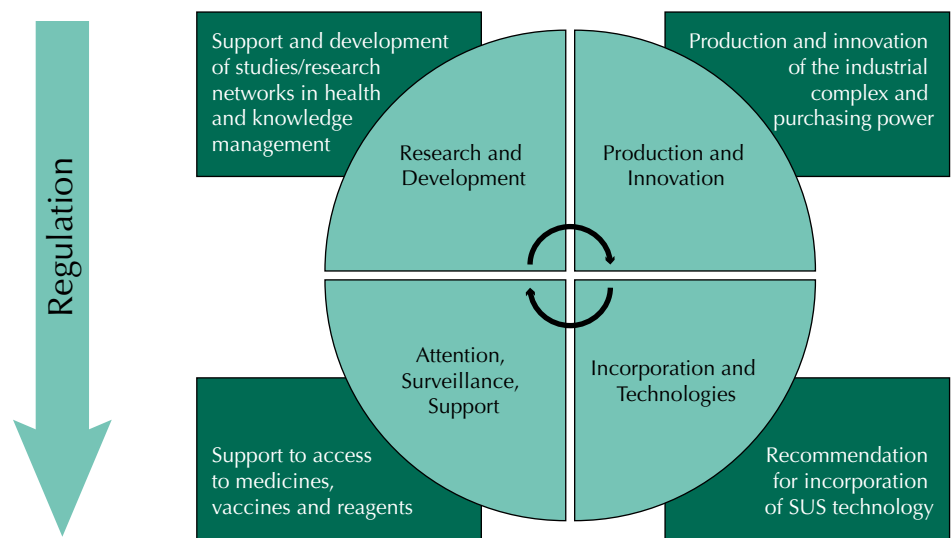 Regulation
Support and development
of studies/research
networks in health
and knowledge
management
Production and innovation
of the industrial
complex and
purchasing power
Research and
Development
Production and
Innovation
Attention,
Surveillance,
Support
Incorporation and
Technologies
Support to access
to medicines,
vaccines and reagents
Recommendation
for incorporation
of SUS technology